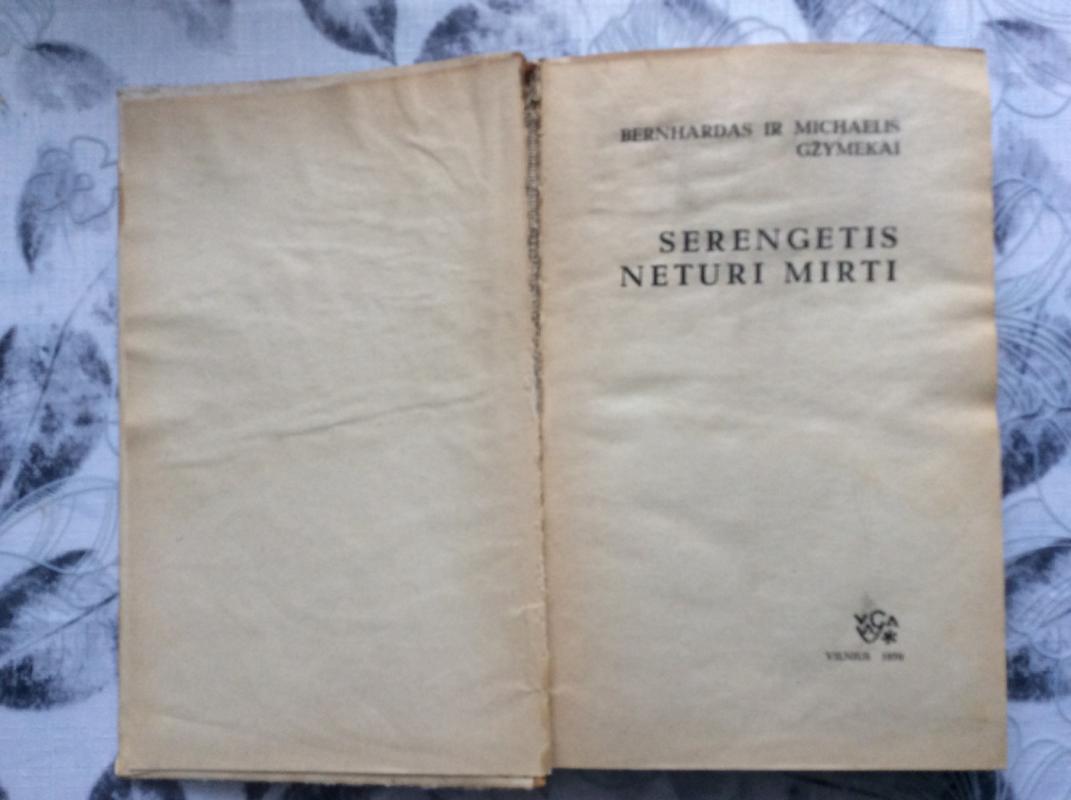 BERNHARDAS IR MICHAELIS
GŽYMEKAI
SERENGETIS
NETURI MIRTI
VILNIUS